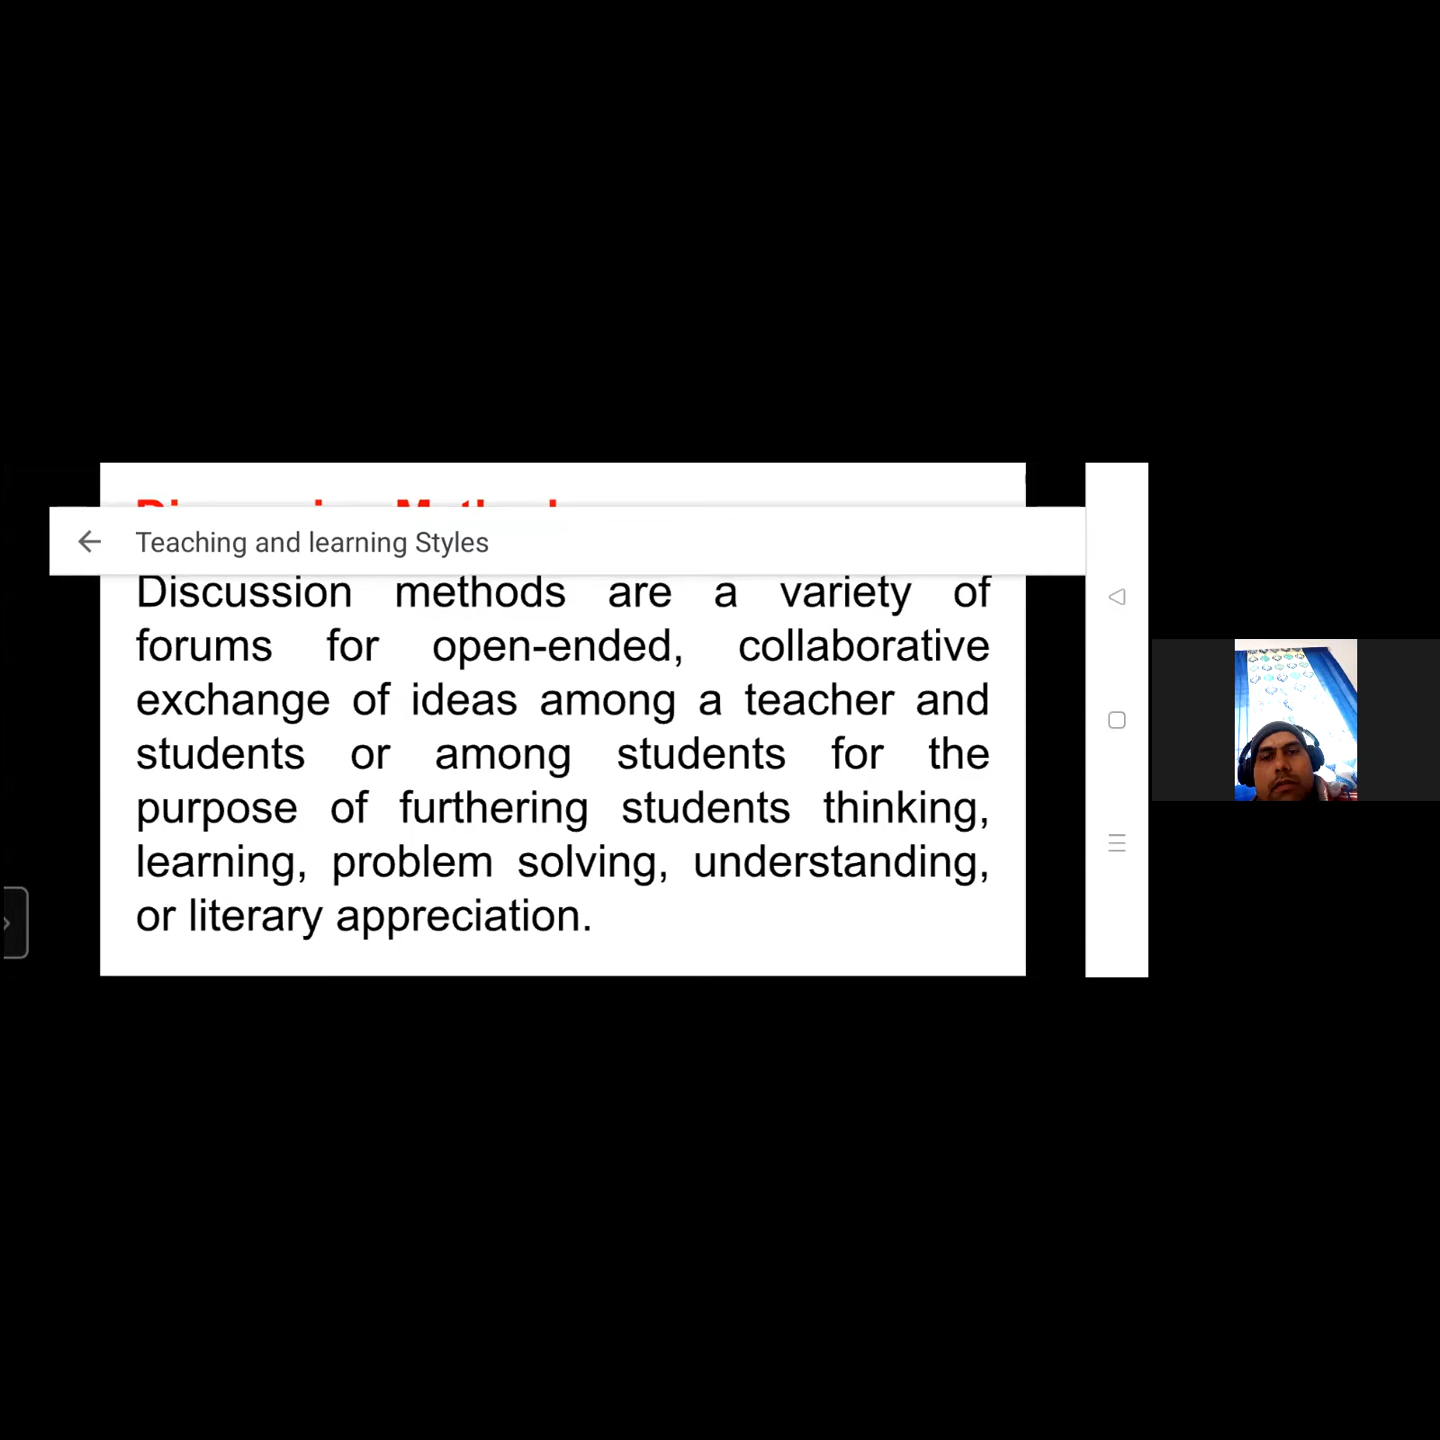 Teaching and learning Styles
Discussion methods are a variety of
forums for open-ended, collaborative
exchange of ideas among a teacher and
students or among students for the
purpose of furthering students thinking,
learning, problem solving, understanding,
or literary appreciation.